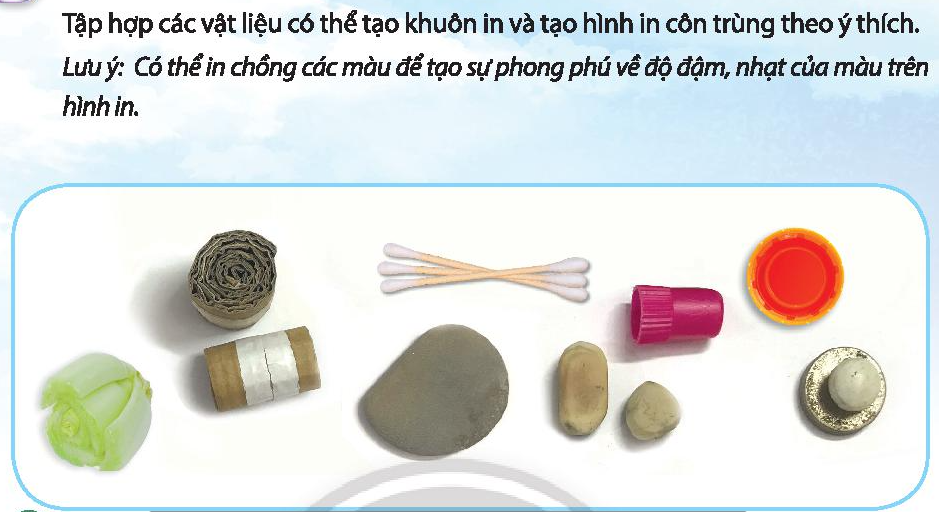 Tập hợp các vật liệu có thể tạo khuôn in và tạo hình in côn trùng theo ý thích.
Lưu ý: Có thể in chồng các màu để tạo sự phong phú về độ đậm, nhạt của màu trên
hình in.